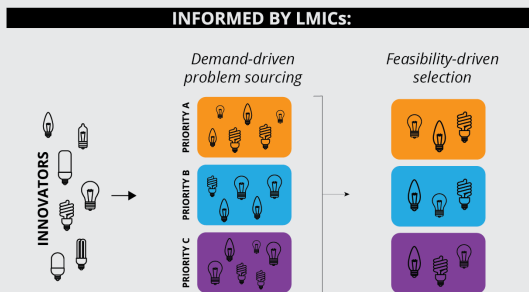 INFORMED BY LMICs:
Demand-driven
problem sourcing
Feasibility-driven
selection
INNOVATORS
PRIORITY A
PRIORITY B
PRIORITY C